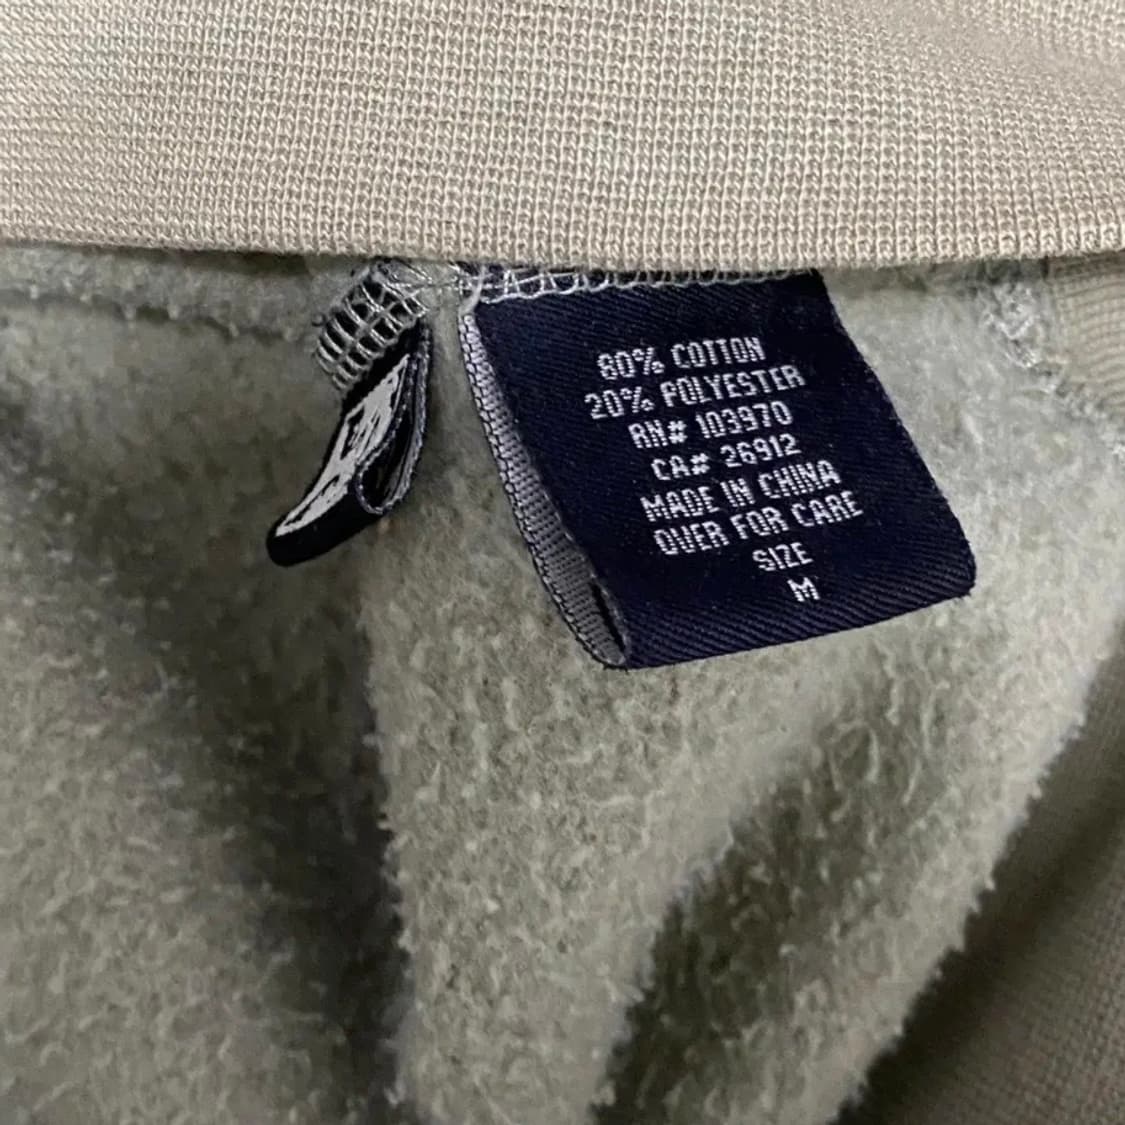 80% COTTON
20% POLYESTER
RN# 103970
CA# 26912
MADE IN CHINA
OVER FOR CARE
SIZE
M